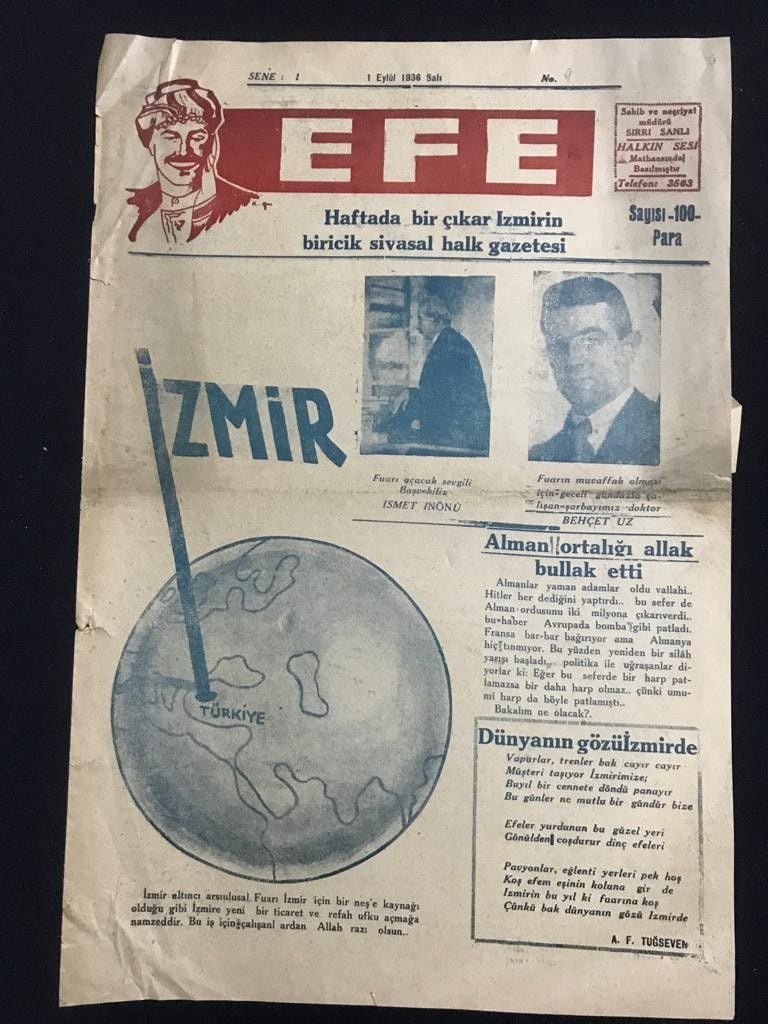 SENE : 1
1 Eylül 1936 Salı
No. 9
EFE
Sahib ve neşriyat
müdürü
SIRRI SANLI
HALKIN SESİ
Matbaasında
Basılmıştır
Telefon: 3503
Haftada bir çıkar İzmirin
biricik sivasal halk gazetesi
Sayısı -100-
Para
İZMİR
Fuarı açacak sevgili
Başvekiliz
İSMET İNÖNÜ
Fuarın muvaffak olması
için geceli gündüzlü ça-
lışan şarbayımız doktor
BEHÇET UZ
TÜRKİYE
İzmir altıncı arsıulusal Fuarı İzmir için bir neş'e kaynağı
olduğu gibi İzmire yeni bir ticaret ve refah ufku açmağa
namzeddir. Bu iş için çalışanl ardan Allah razı olsun..
Alman ortalığı allak
bullak etti
Almanlar yaman adamlar oldu vallahi..
Hitler her dediğini yaptırdı.. bu sefer de
Alman ordusunu iki milyona çıkarıverdi..
bu haber Avrupada bomba gibi patladı.
Fransa bar-bar bağırıyor ama Almanya
hiç tınmıyor. Bu yüzden yeniden bir silâh
yarışı başladı,. politika ile uğraşanlar di-
yorlar ki: Eğer bu seferde bir harp pat-
lamazsa bir daha harp olmaz.. çünki umu-
mi harp da böyle patlamıştı..
Bakalım ne olacak?.
Dünyanın gözü İzmirde
Vapurlar, trenler bak cayır cayır
Müşteri taşıyor İzmirimize;
Buyıl bir cennete döndü panayır
Bu günler ne mutlu bir gündür bize
Efeler yurdunun bu güzel yeri
Gönülden coşdurur dinç efeleri
Pavyonlar, eğlenti yerleri pek hoş
Koş efem eşinin koluna gir de
İzmirin bu yıl ki fuarına koş
Çünkü bak dünyanın gözü İzmirde
A. F. TUĞSEVEN